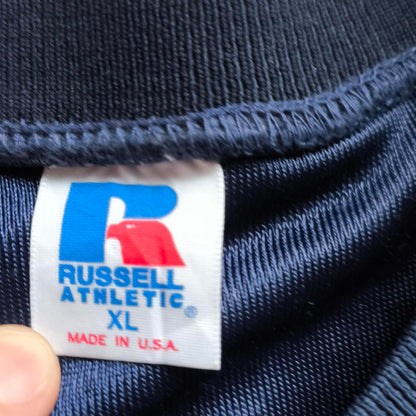 R
RUSSELL
ATHLETIC®
XL
MADE IN U.S.A.